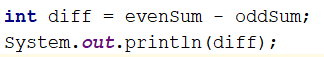 int diff = evenSum - oddSum;
System.out.println(diff);